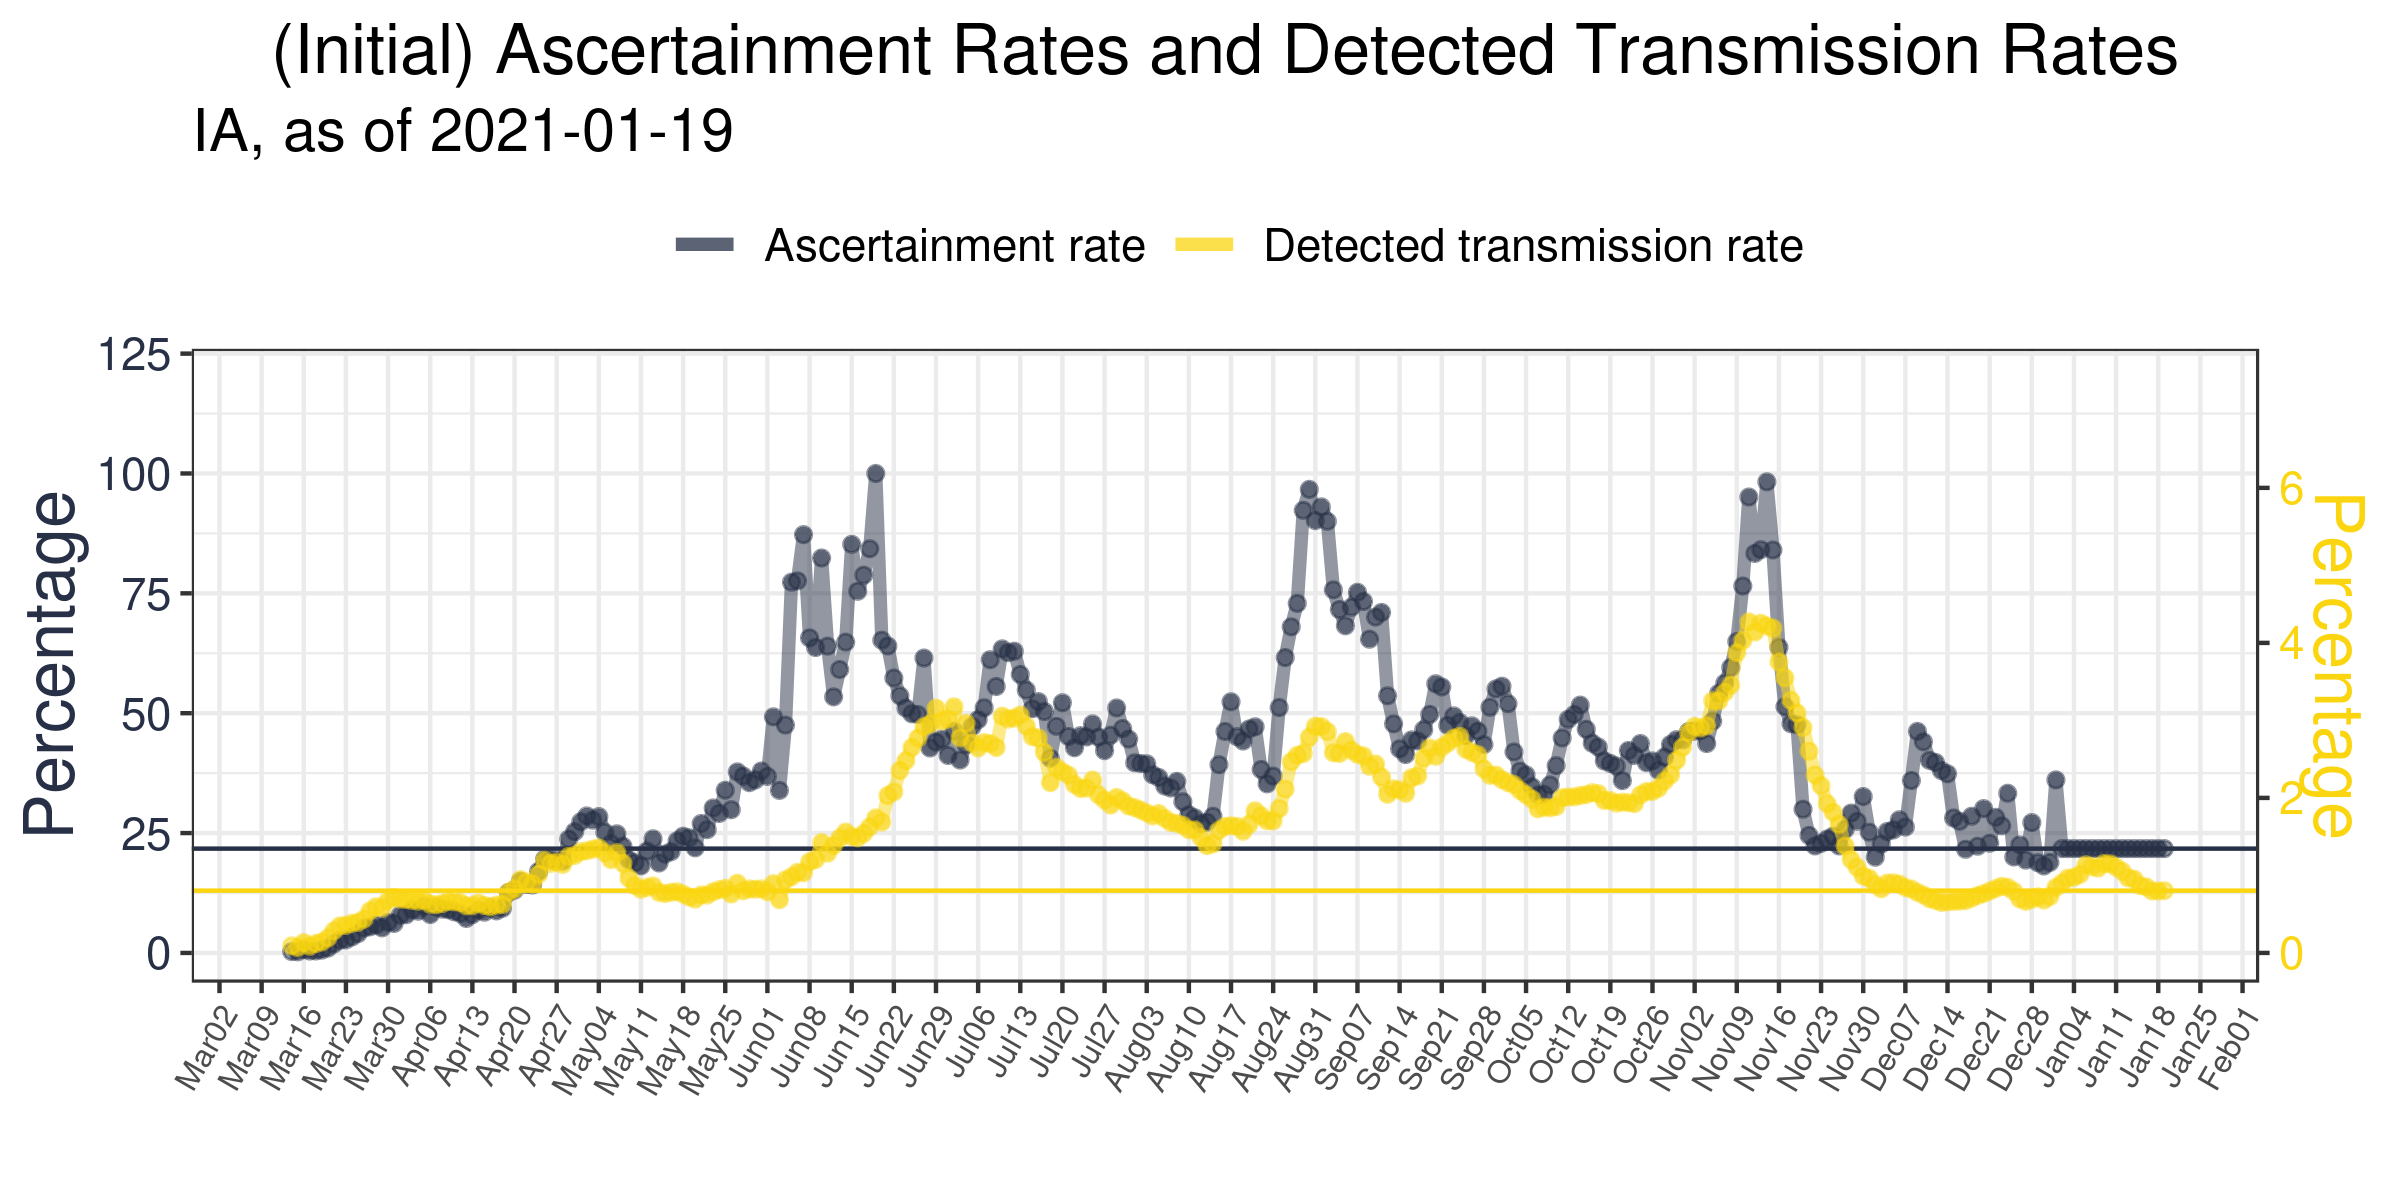 (Initial) Ascertainment Rates and Detected Transmission Rates
IA, as of 2021-01-19
Ascertainment rate
Detected transmission rate
Percentage
125
100
75
50
25
0
6
4
2
0
Percentage
Mar02
Mar09
Mar16
Mar23
Mar30
Apr06
Apr13
Apr20
Apr27
May04
May11
May18
May25
Jun01
Jun08
Jun15
Jun22
Jun29
Jul06
Jul13
Jul20
Jul27
Aug03
Aug10
Aug17
Aug24
Aug31
Sep07
Sep14
Sep21
Sep28
Oct05
Oct12
Oct19
Oct26
Nov02
Nov09
Nov16
Nov23
Nov30
Dec07
Dec14
Dec21
Dec28
Jan04
Jan11
Jan18
Jan25
Feb01